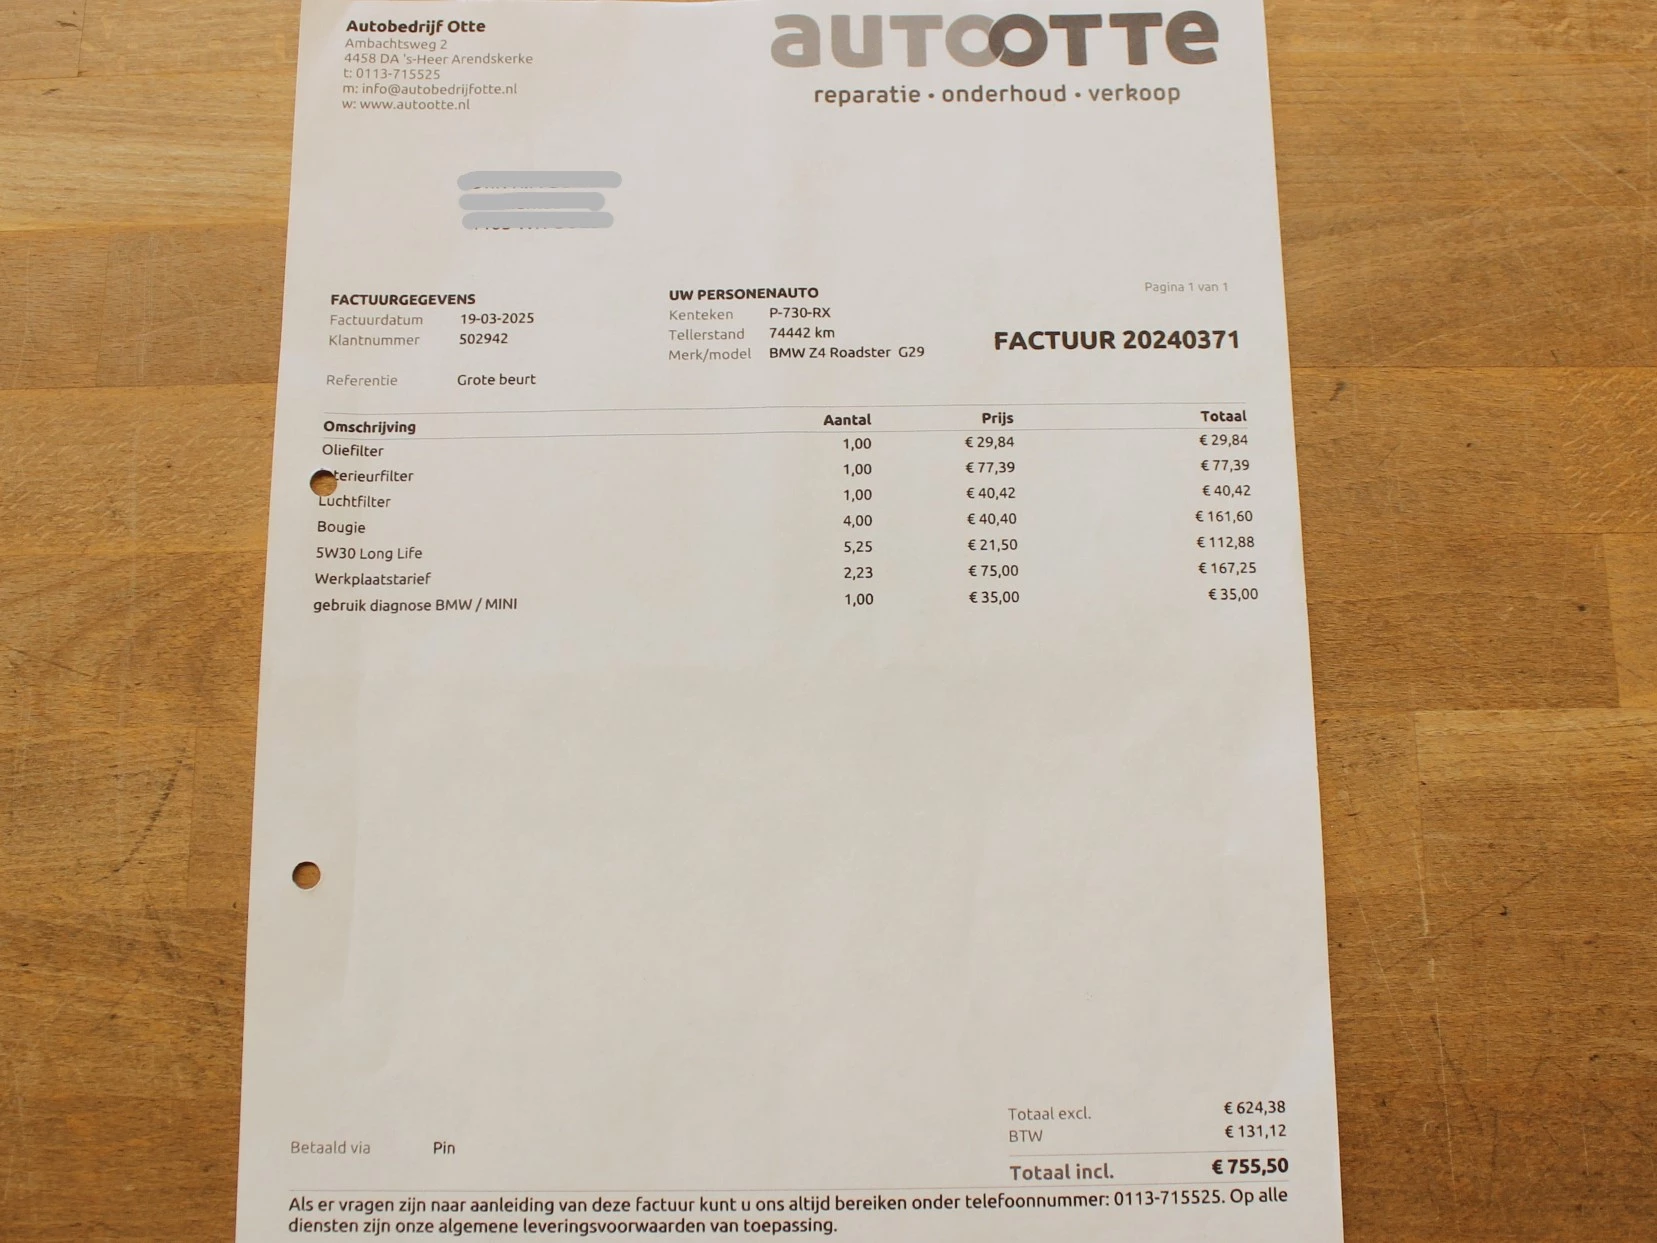 Autobedrijf Otte
Ambachtsweg 2
4458 DA 's-Heer Arendskerke
t: 0113-715525
m: info@autobedrijfotte.nl
w: www.autootte.nl
autootte
reparatie • onderhoud • verkoop
FACTUURGEGEVENS
Factuurdatum 19-03-2025
Klantnummer 502942
Referentie Grote beurt
UW PERSONENAUTO
Kenteken P-730-RX
Tellerstand 74442 km
Merk/model BMW Z4 Roadster G29
Pagina 1 van 1
FACTUUR 20240371
Omschrijving Aantal Prijs Totaal
Oliefilter 1,00 € 29,84 € 29,84
terieurfilter 1,00 € 77,39 € 77,39
Luchtfilter 1,00 € 40,42 € 40,42
Bougie 4,00 € 40,40 € 161,60
5W30 Long Life 5,25 € 21,50 € 112,88
Werkplaatstarief 2,23 € 75,00 € 167,25
gebruik diagnose BMW / MINI 1,00 € 35,00 € 35,00
Totaal excl. € 624,38
BTW € 131,12
Totaal incl. € 755,50
Betaald via Pin
Als er vragen zijn naar aanleiding van deze factuur kunt u ons altijd bereiken onder telefoonnummer: 0113-715525. Op alle
diensten zijn onze algemene leveringsvoorwaarden van toepassing.